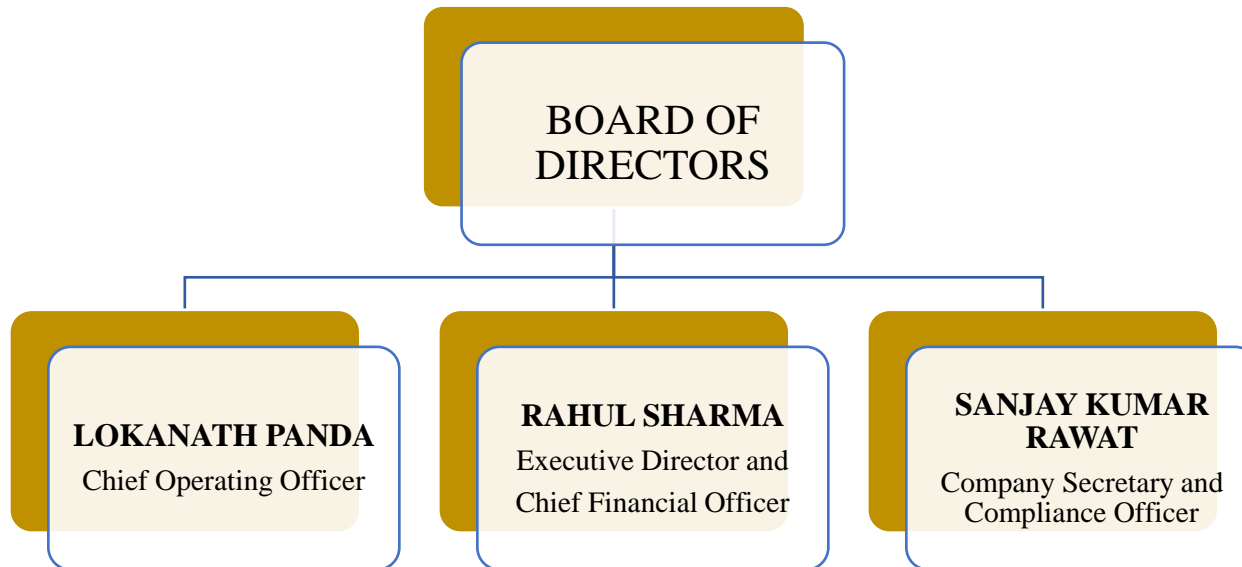 BOARD OF
DIRECTORS
LOKANATH PANDA
Chief Operating Officer
RAHUL SHARMA
Executive Director and
Chief Financial Officer
SANJAY KUMAR
RAWAT
Company Secretary and
Compliance Officer